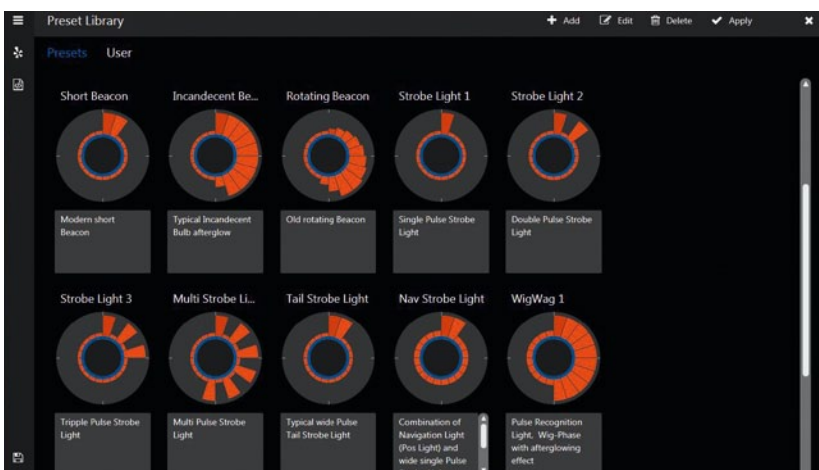 Preset Library
Add Edit Delete Apply
Presets User
Short Beacon
Incandecent Be...
Rotating Beacon
Strobe Light 1
Strobe Light 2
Modern short
Beacon
Typical Incandecent
Bulb afterglow
Old rotating Beacon
Single Pulse Strobe
Light
Double Pulse Strobe
Light
Strobe Light 3
Multi Strobe Li...
Tail Strobe Light
Nav Strobe Light
WigWag 1
Tripple Pulse Strobe
Light
Multi Pulse Strobe
Light
Typical wide Pulse
Tail Strobe Light
Combination of
Navigation Light
(Pos Light) and
wide single Pulse
Pulse Recognition
Light, Wig-Phase
with afterglowing
effect